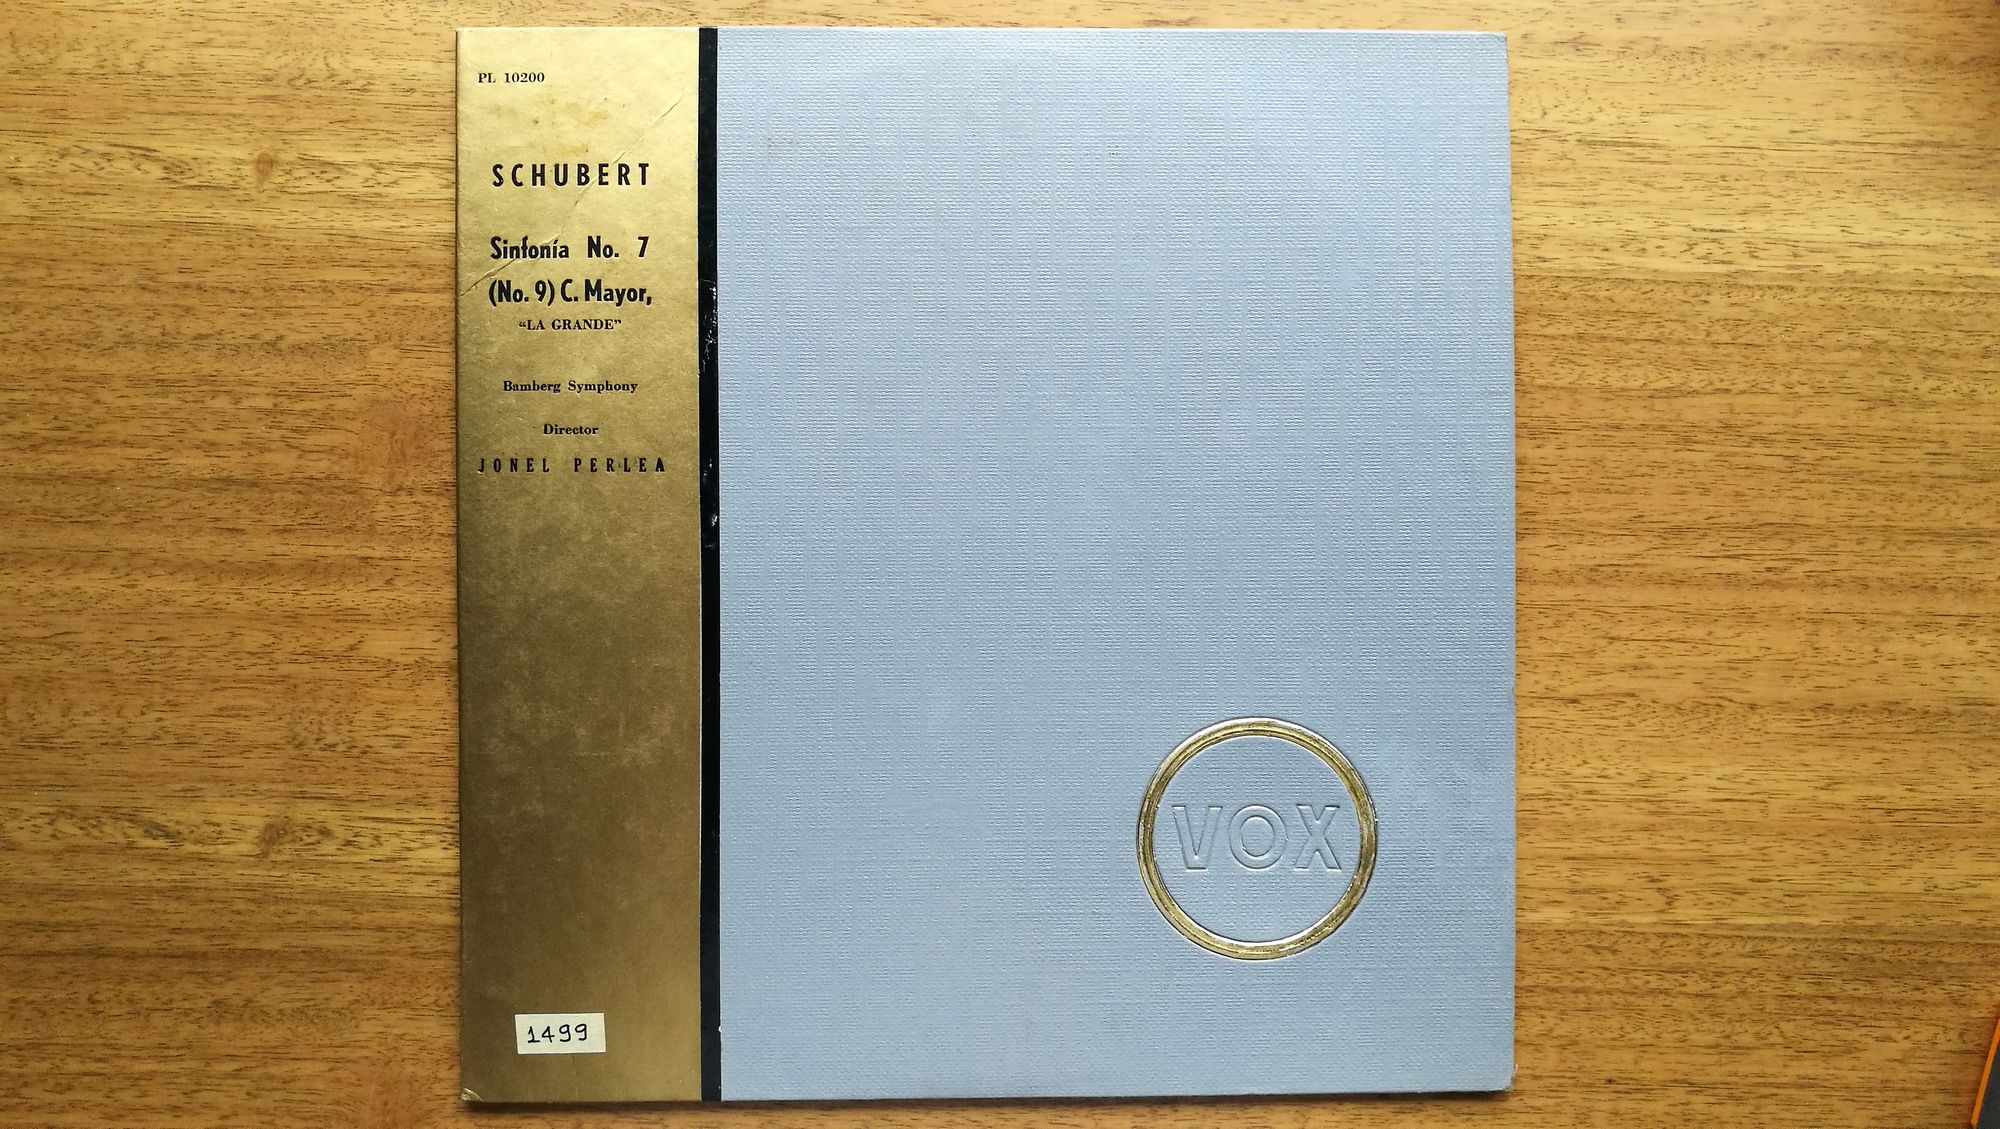 PL 10200
SCHUBERT
Sinfonía No. 7
(No. 9) C. Mayor,
“LA GRANDE”
Bamberg Symphony
Director
JONEL PERLEA
VOX
1499